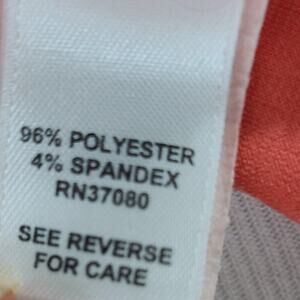 96% POLYESTER
4% SPANDEX
RN37080
SEE REVERSE
FOR CARE